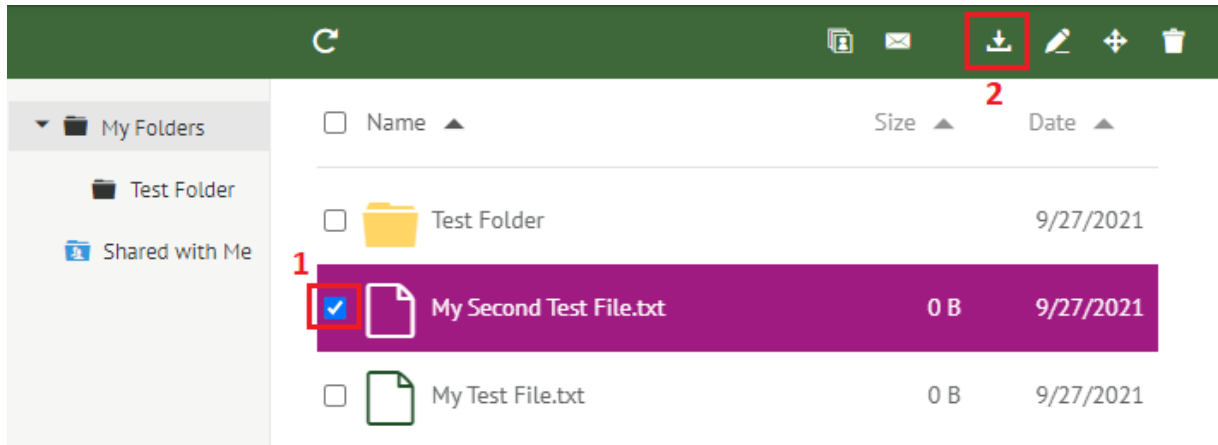 2
My Folders
Name Size Date
Test Folder
Test Folder 9/27/2021
Shared with Me
1
My Second Test File.txt 0 B 9/27/2021
My Test File.txt 0 B 9/27/2021